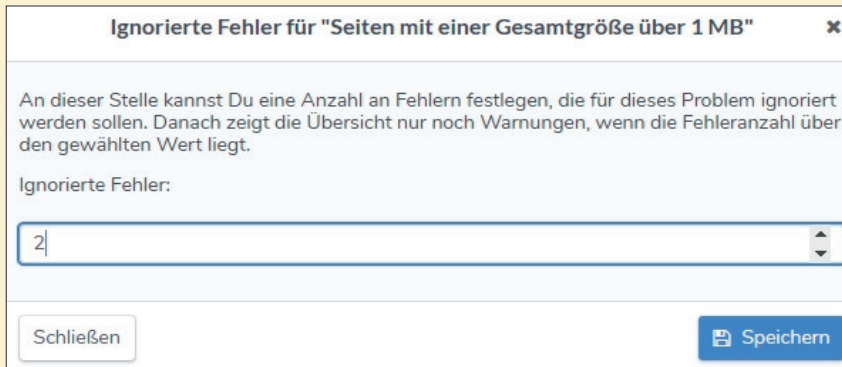 Ignorierte Fehler für "Seiten mit einer Gesamtgröße über 1 MB"
An dieser Stelle kannst Du eine Anzahl an Fehlern festlegen, die für dieses Problem ignoriert
werden sollen. Danach zeigt die Übersicht nur noch Warnungen, wenn die Fehleranzahl über
den gewählten Wert liegt.
Ignorierte Fehler:
2
Schließen
Speichern